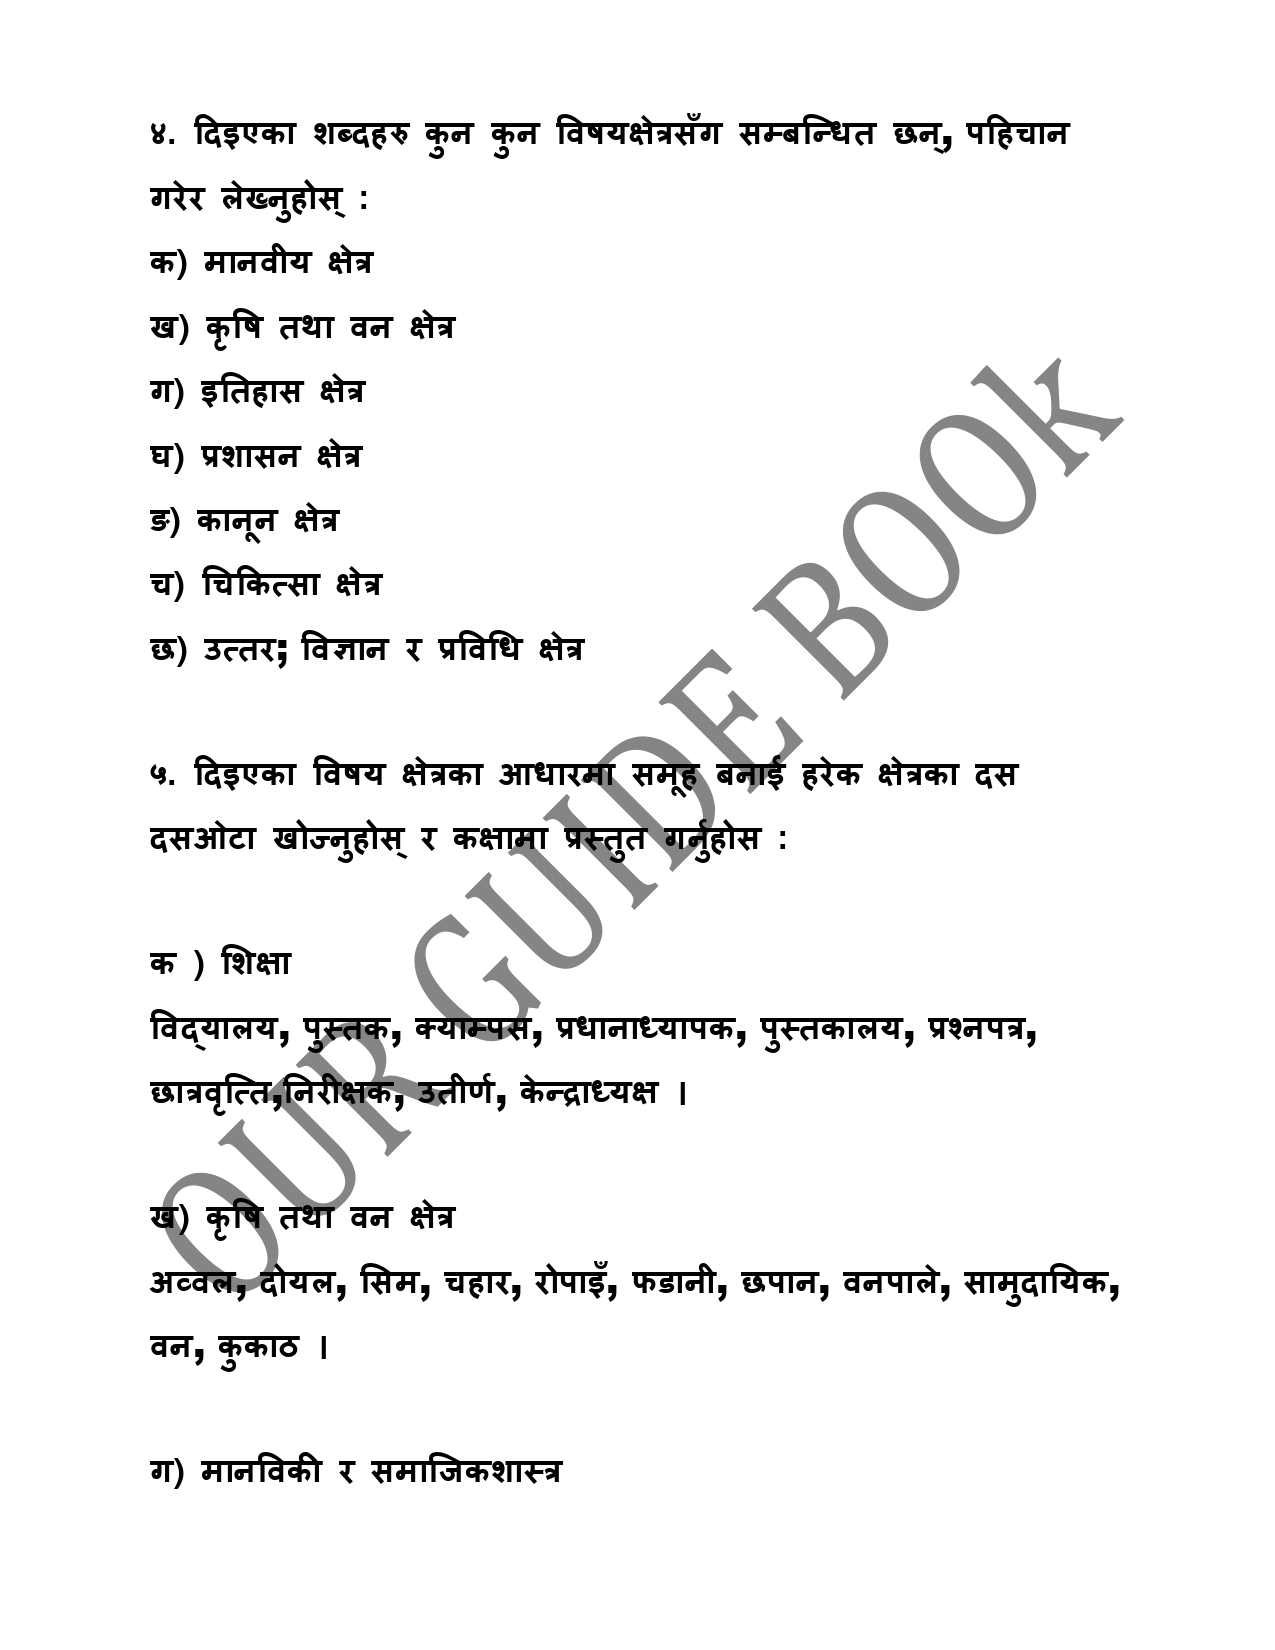 ४. दिइएका शब्दहरु कुन कुन विषयक्षेत्रसँग सम्बन्धित छन्, पहिचान
गरेर लेख्नुहोस् :
क) मानवीय क्षेत्र
ख) कृषि तथा वन क्षेत्र
ग) इतिहास क्षेत्र
घ) प्रशासन क्षेत्र
ङ) कानून क्षेत्र
च) चिकित्सा क्षेत्र
छ) उत्तर; विज्ञान र प्रविधि क्षेत्र
५. दिइएका विषय क्षेत्रका आधारमा समूह बनाई हरेक क्षेत्रका दस
दसओटा खोज्नुहोस् र कक्षामा प्रस्तुत गर्नुहोस :
क ) शिक्षा
विद्यालय, पुस्तक, क्याम्पस, प्रधानाध्यापक, पुस्तकालय, प्रश्नपत्र,
छात्रवृत्ति,निरीक्षक, उतीर्ण, केन्द्राध्यक्ष ।
ख) कृषि तथा वन क्षेत्र
अव्वल, दोयल, सिम, चहार, रोपाइँ, फडानी, छपान, वनपाले, सामुदायिक,
वन, कुकाठ ।
ग) मानविकी र समाजिकशास्त्र
OUR GUIDE BOOk